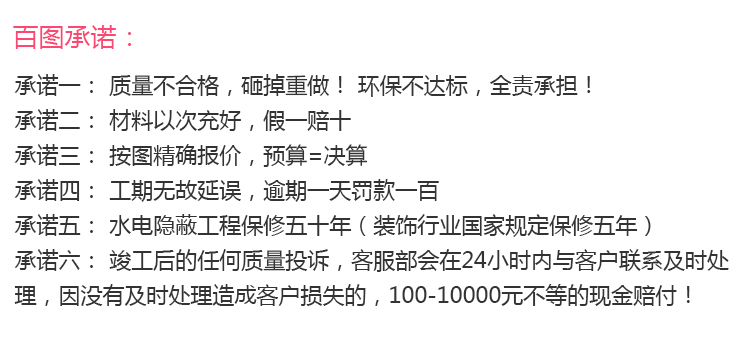 百图承诺：
承诺一： 质量不合格，砸掉重做！ 环保不达标，全责承担！
承诺二： 材料以次充好，假一赔十
承诺三： 按图精确报价，预算=决算
承诺四： 工期无故延误，逾期一天罚款一百
承诺五： 水电隐蔽工程保修五十年（装饰行业国家规定保修五年）
承诺六： 竣工后的任何质量投诉，客服部会在24小时内与客户联系及时处
理，因没有及时处理造成客户损失的，100-10000元不等的现金赔付！